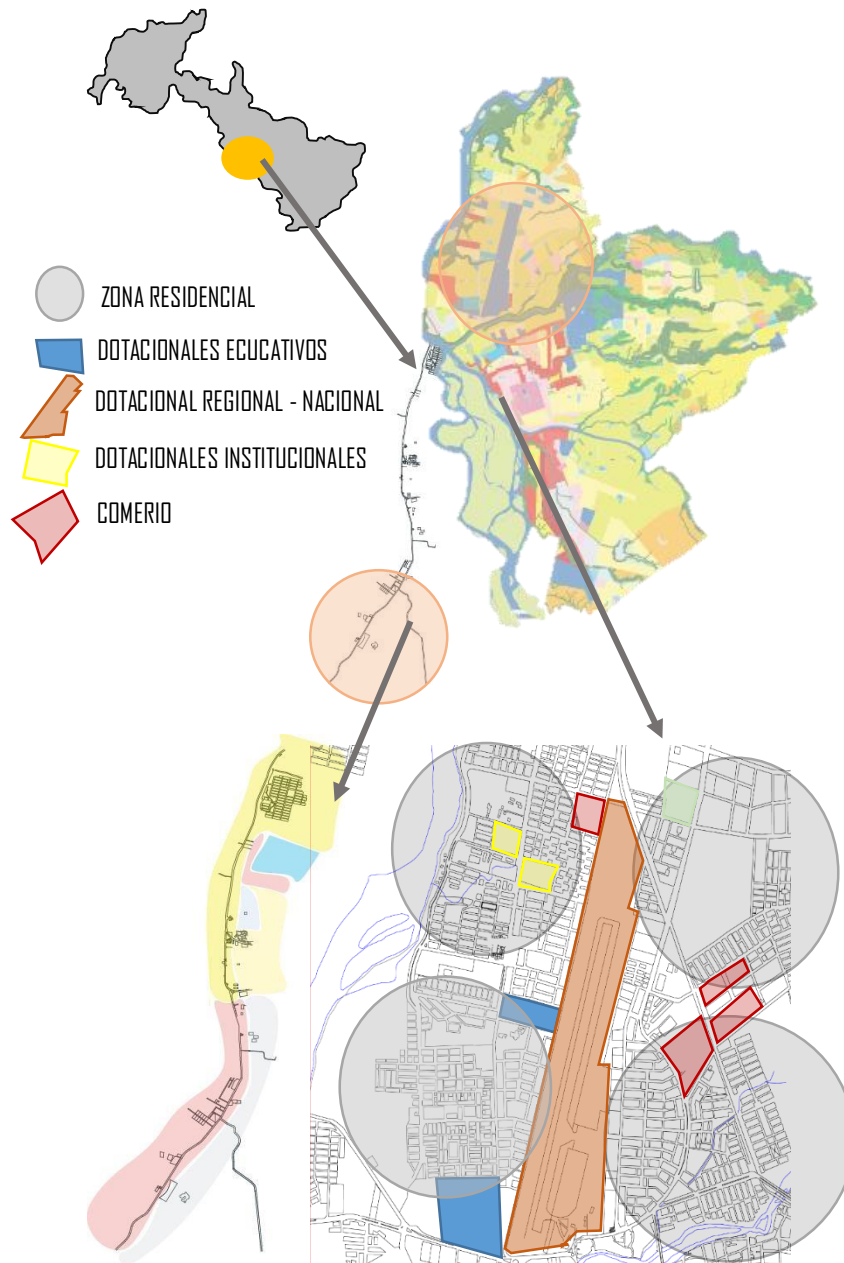 ZONA RESIDENCIAL
DOTACIONALES ECUCATIVOS
DOTACIONAL REGIONAL - NACIONAL
DOTACIONALES INSTITUCIONALES
COMERIO